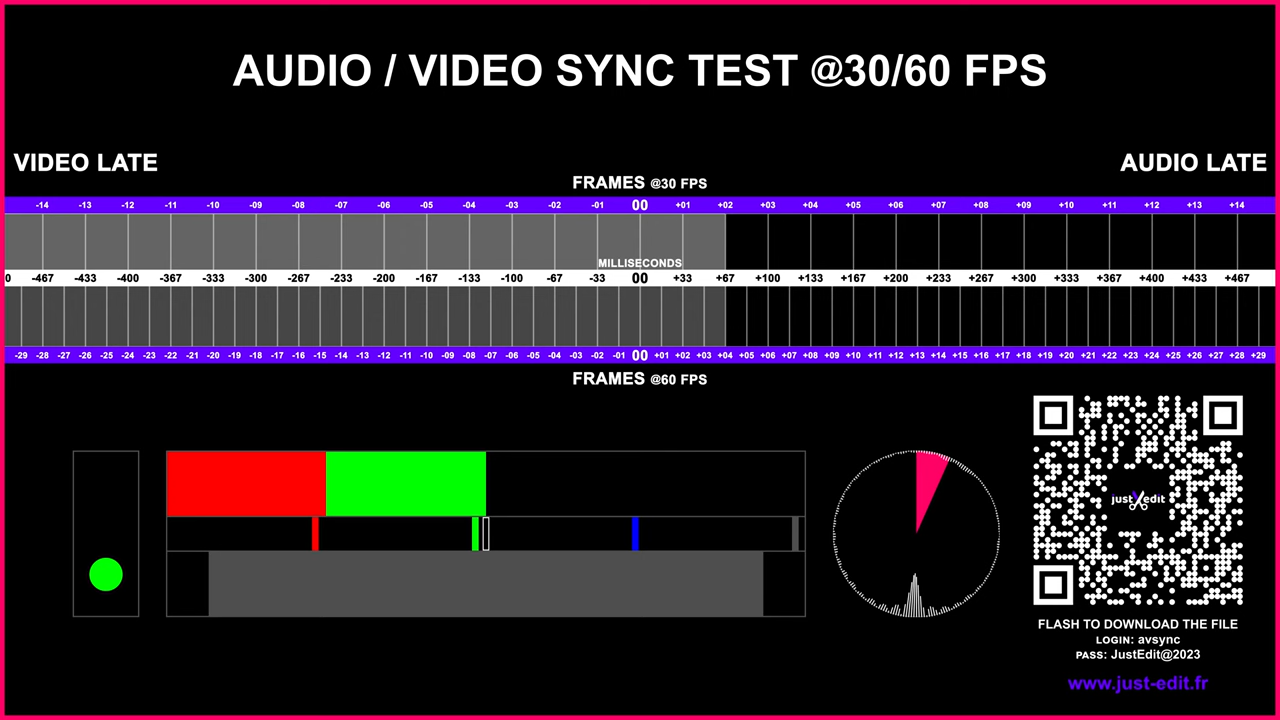 AUDIO / VIDEO SYNC TEST @30/60 FPS
VIDEO LATE
AUDIO LATE
FRAMES @30 FPS
-14 -13 -12 -11 -10 -09 -08 -07 -06 -05 -04 -03 -02 -01 00 +01 +02 +03 +04 +05 +06 +07 +08 +09 +10 +11 +12 +13 +14
MILLISECONDS
0 -467 -433 -400 -367 -333 -300 -267 -233 -200 -167 -133 -100 -67 -33 00 +33 +67 +100 +133 +167 +200 +233 +267 +300 +333 +367 +400 +433 +467
-29 -28 -27 -26 -25 -24 -23 -22 -21 -20 -19 -18 -17 -16 -15 -14 -13 -12 -11 -10 -09 -08 -07 -06 -05 -04 -03 -02 -01 00 +01 +02 +03 +04 +05 +06 +07 +08 +09 +10 +11 +12 +13 +14 +15 +16 +17 +18 +19 +20 +21 +22 +23 +24 +25 +26 +27 +28 +29
FRAMES @60 FPS
just edit
FLASH TO DOWNLOAD THE FILE
LOGIN: avsync
PASS: JustEdit@2023
www.just-edit.fr